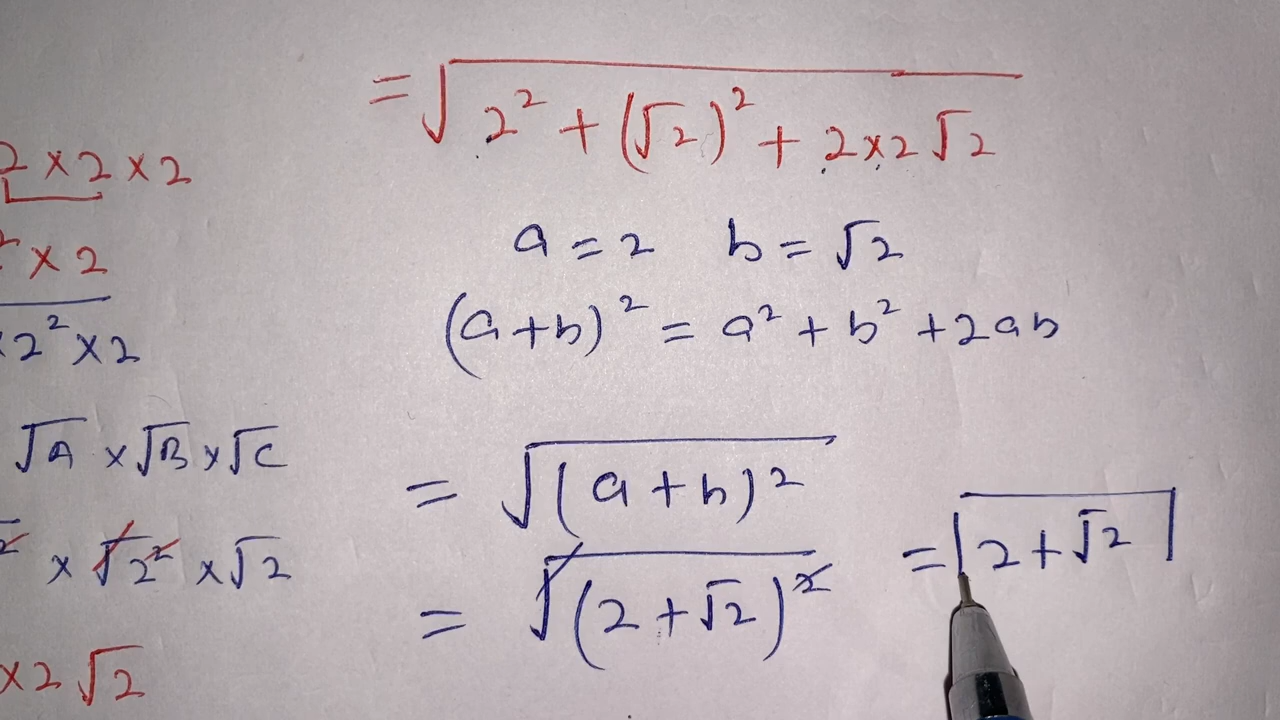 = √(2² + (√2)² + 2×2√2)
a = 2 b = √2
(a+b)² = a² + b² + 2ab
= √((a+b)²)
= √((2+√2)²)
= 2+√2
2 × 2 × 2
× 2
2² × 2
√A × √B × √C
× √2² × √2
×2√2